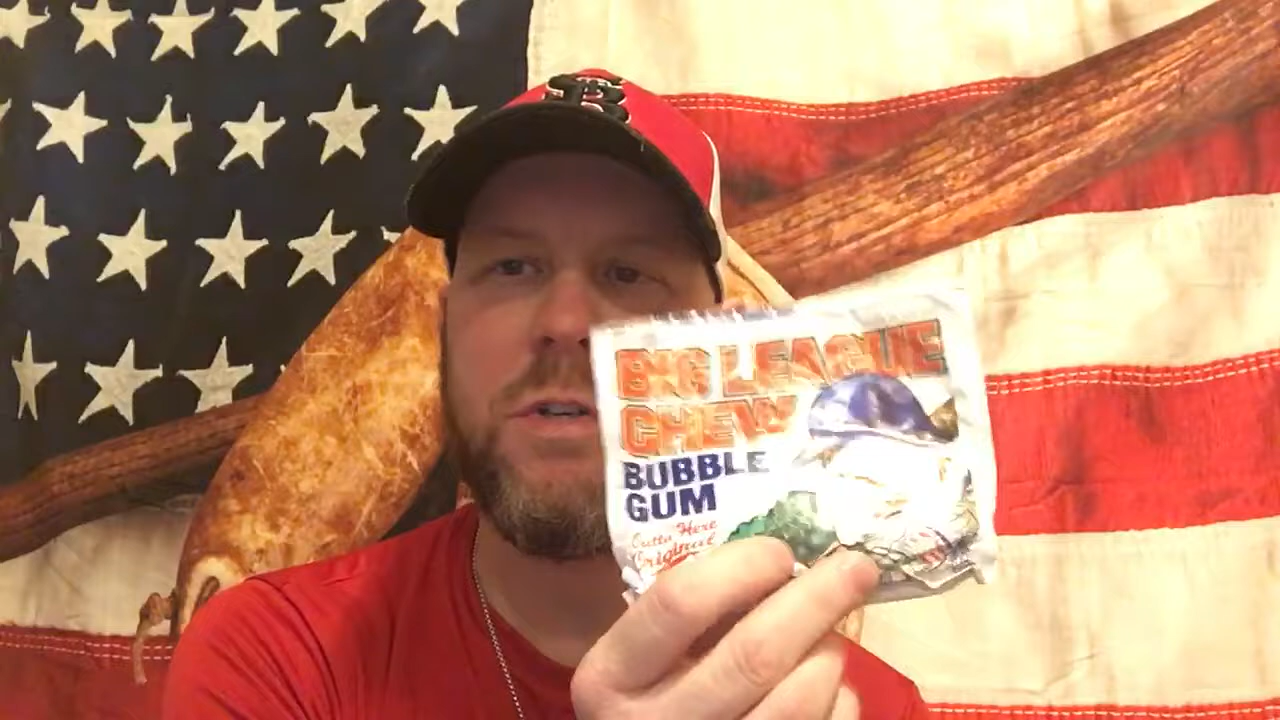 B
BIG LEAGUE
CHEW
BUBBLE
GUM
Outta Here
Original